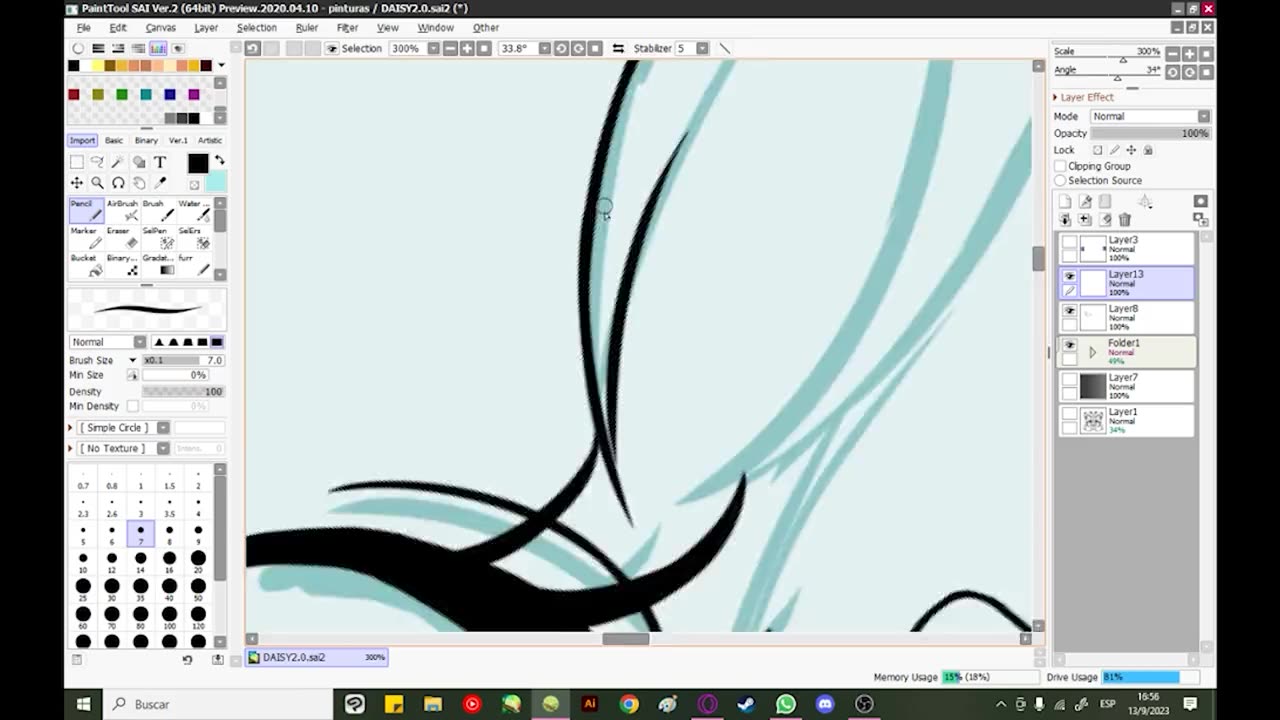 PaintTool SAI Ver.2 (64bit) Preview.2020.04.10 - pinturas / DAISY2.0.sai2 (*)
File Edit Canvas Layer Selection Ruler Filter View Window Other
Selection 300% 33.8° Stabilizer 5
Scale 300%
Angle 34°
Layer Effect
Mode Normal
Opacity 100%
Lock
Clipping Group
Selection Source
Import Basic Binary Ver.1 Artistic
T
Pencil AirBrush Brush Water ...
Marker Eraser SelPen SelErs
Bucket Binary... Gradat... furr
Normal
Brush Size x0.1 7.0
Min Size 0%
Density 100
Min Density 0%
[ Simple Circle ]
[ No Texture ] Intens. 0
0.7 0.8 1 1.5 2
2.3 2.6 3 3.5 4
5 6 7 8 9
10 12 14 16 20
25 30 35 40 50
60 70 80 100 120
Layer3
Normal
100%
Layer13
Normal
100%
Layer8
Normal
100%
Folder1
Normal
49%
Layer7
Normal
100%
Layer1
Normal
34%
DAISY2.0.sai2 300%
Memory Usage 15% (18%) Drive Usage 81%
Buscar
Ai
ESP
16:56
13/9/2023